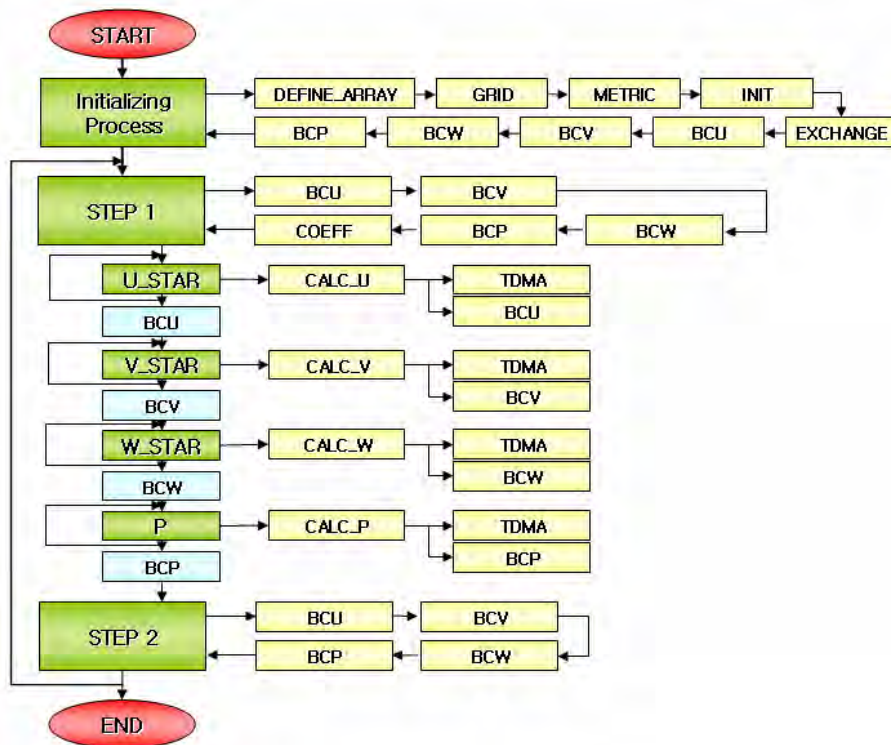 START
Initializing
Process
DEFINE_ARRAY
GRID
METRIC
INIT
BCP
BCW
BCV
BCU
EXCHANGE
STEP 1
BCU
BCV
COEFF
BCP
BCW
U_STAR
CALC_U
TDMA
BCU
BCU
V_STAR
CALC_V
TDMA
BCV
BCV
W_STAR
CALC_W
TDMA
BCW
BCW
P
CALC_P
TDMA
BCP
BCP
STEP 2
BCU
BCV
BCP
BCW
END